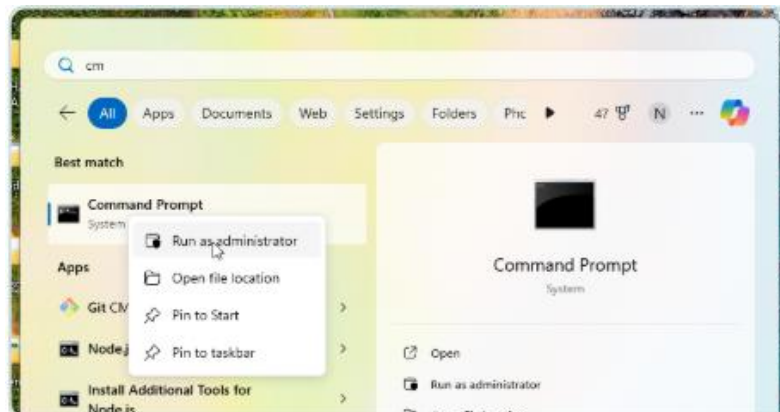 cm
All Apps Documents Web Settings Folders Phc 47 N ...
Best match
Command Prompt
System
Run as administrator
Open file location
Pin to Start
Pin to taskbar
Apps
Git CM
Node.j
Install Additional Tools for
Node.js
Command Prompt
System
Open
Run as administrator